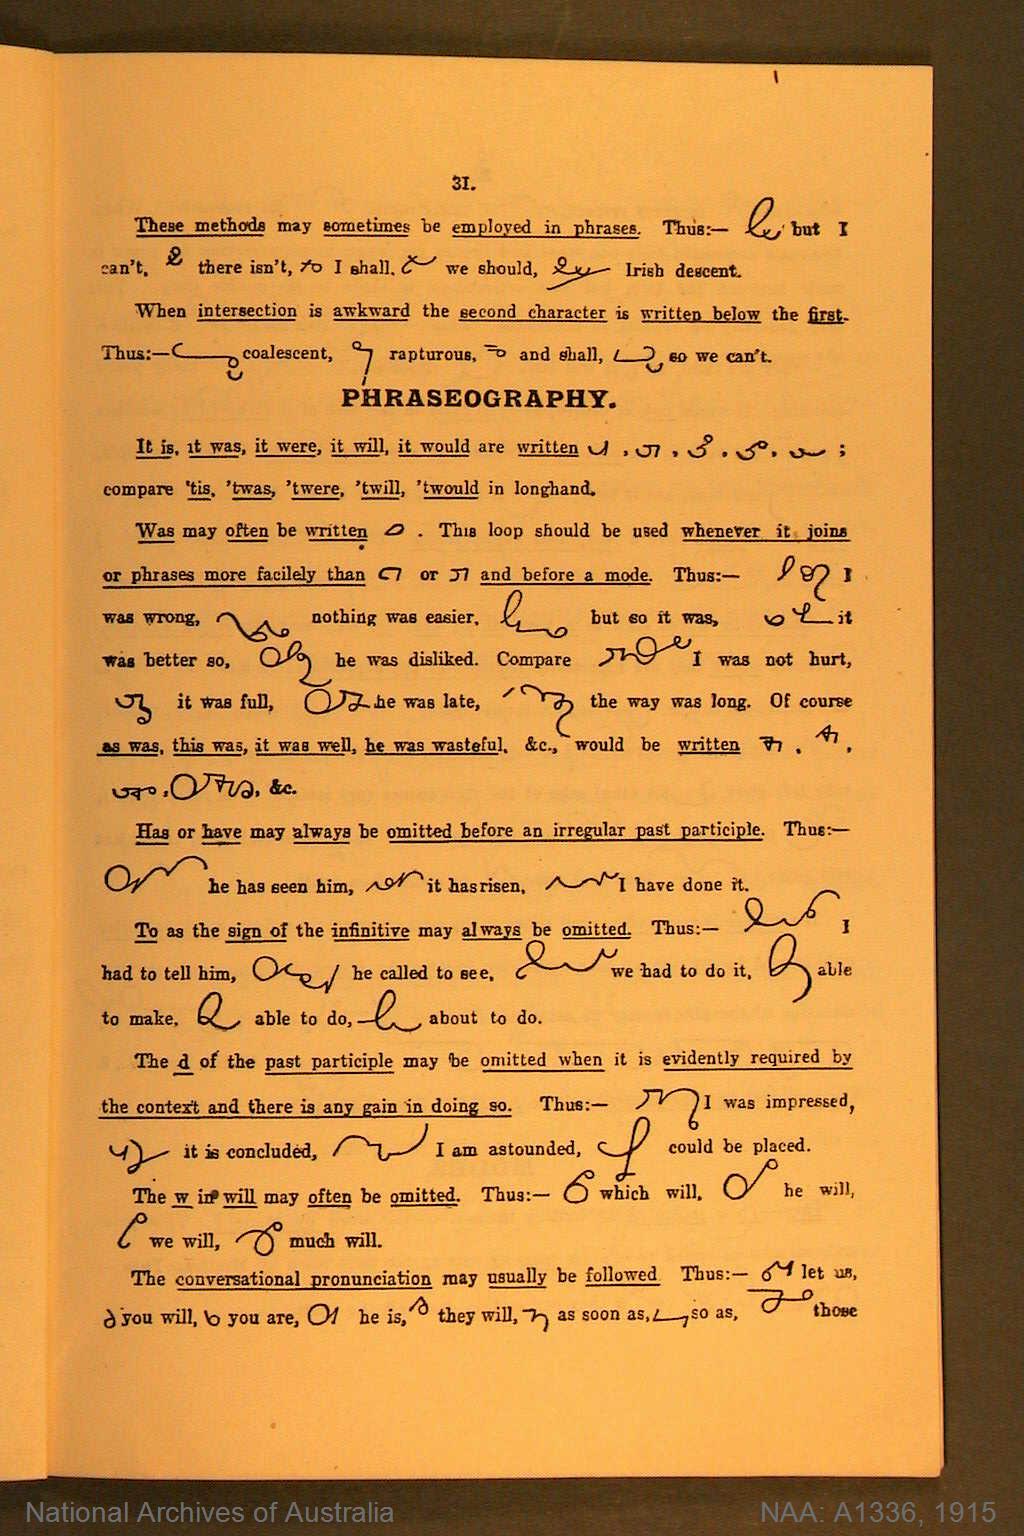 31.
These methods may sometimes be employed in phrases. Thus:— but I
can't, there isn't, I shall, we should, Irish descent.
When intersection is awkward the second character is written below the first.
Thus:— coalescent, rapturous, and shall, so we can't.
PHRASEOGRAPHY.
It is, it was, it were, it will, it would are written , , , , ;
compare 'tis, 'twas, 'twere, 'twill, 'twould in longhand.
Was may often be written . This loop should be used whenever it joins
or phrases more facilely than or and before a mode. Thus:— I
was wrong, nothing was easier, but so it was, it
was better so, he was disliked. Compare I was not hurt,
it was full, he was late, the way was long. Of course
as was, this was, it was well, he was wasteful, &c., would be written , ,
, , &c.
Has or have may always be omitted before an irregular past participle. Thus:—
he has seen him, it has risen, I have done it.
To as the sign of the infinitive may always be omitted. Thus:— I
had to tell him, he called to see, we had to do it, able
to make, able to do, about to do.
The d of the past participle may be omitted when it is evidently required by
the context and there is any gain in doing so. Thus:— I was impressed,
it is concluded, I am astounded, could be placed.
The w in will may often be omitted. Thus:— which will, he will,
we will, much will.
The conversational pronunciation may usually be followed Thus:— let us,
you will, you are, he is, they will, as soon as, so as, those
National Archives of Australia
NAA: A1336, 1915